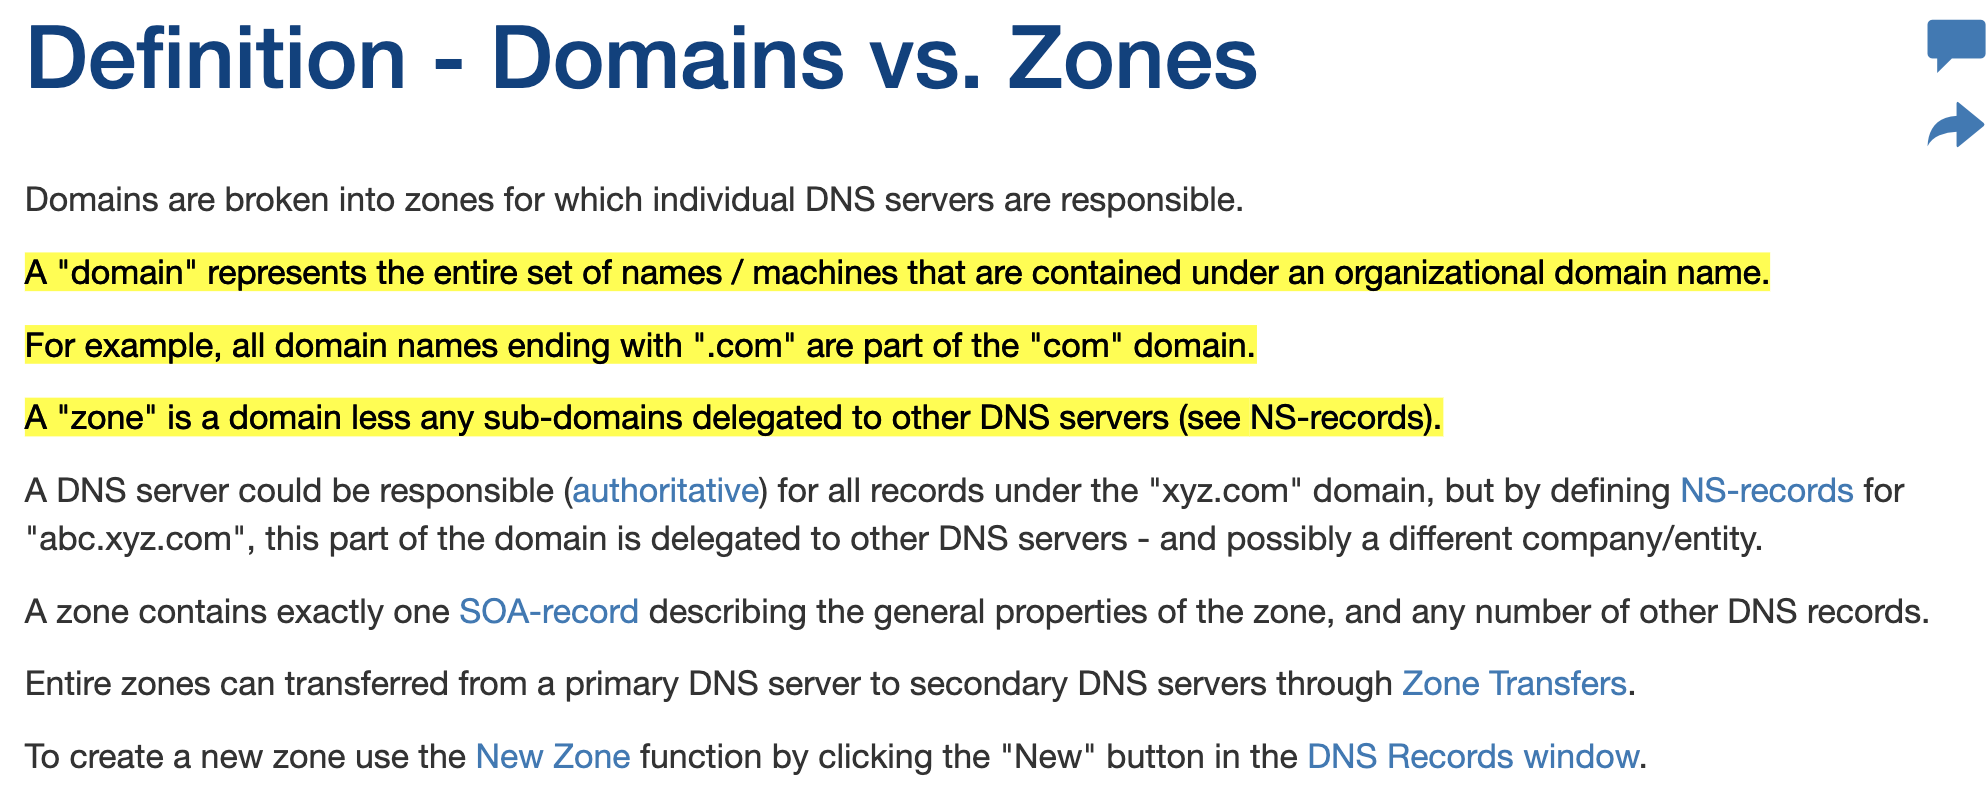 Definition - Domains vs. Zones
Domains are broken into zones for which individual DNS servers are responsible.
A "domain" represents the entire set of names / machines that are contained under an organizational domain name.
For example, all domain names ending with ".com" are part of the "com" domain.
A "zone" is a domain less any sub-domains delegated to other DNS servers (see NS-records).
A DNS server could be responsible (authoritative) for all records under the "xyz.com" domain, but by defining NS-records for
"abc.xyz.com", this part of the domain is delegated to other DNS servers - and possibly a different company/entity.
A zone contains exactly one SOA-record describing the general properties of the zone, and any number of other DNS records.
Entire zones can transferred from a primary DNS server to secondary DNS servers through Zone Transfers.
To create a new zone use the New Zone function by clicking the "New" button in the DNS Records window.